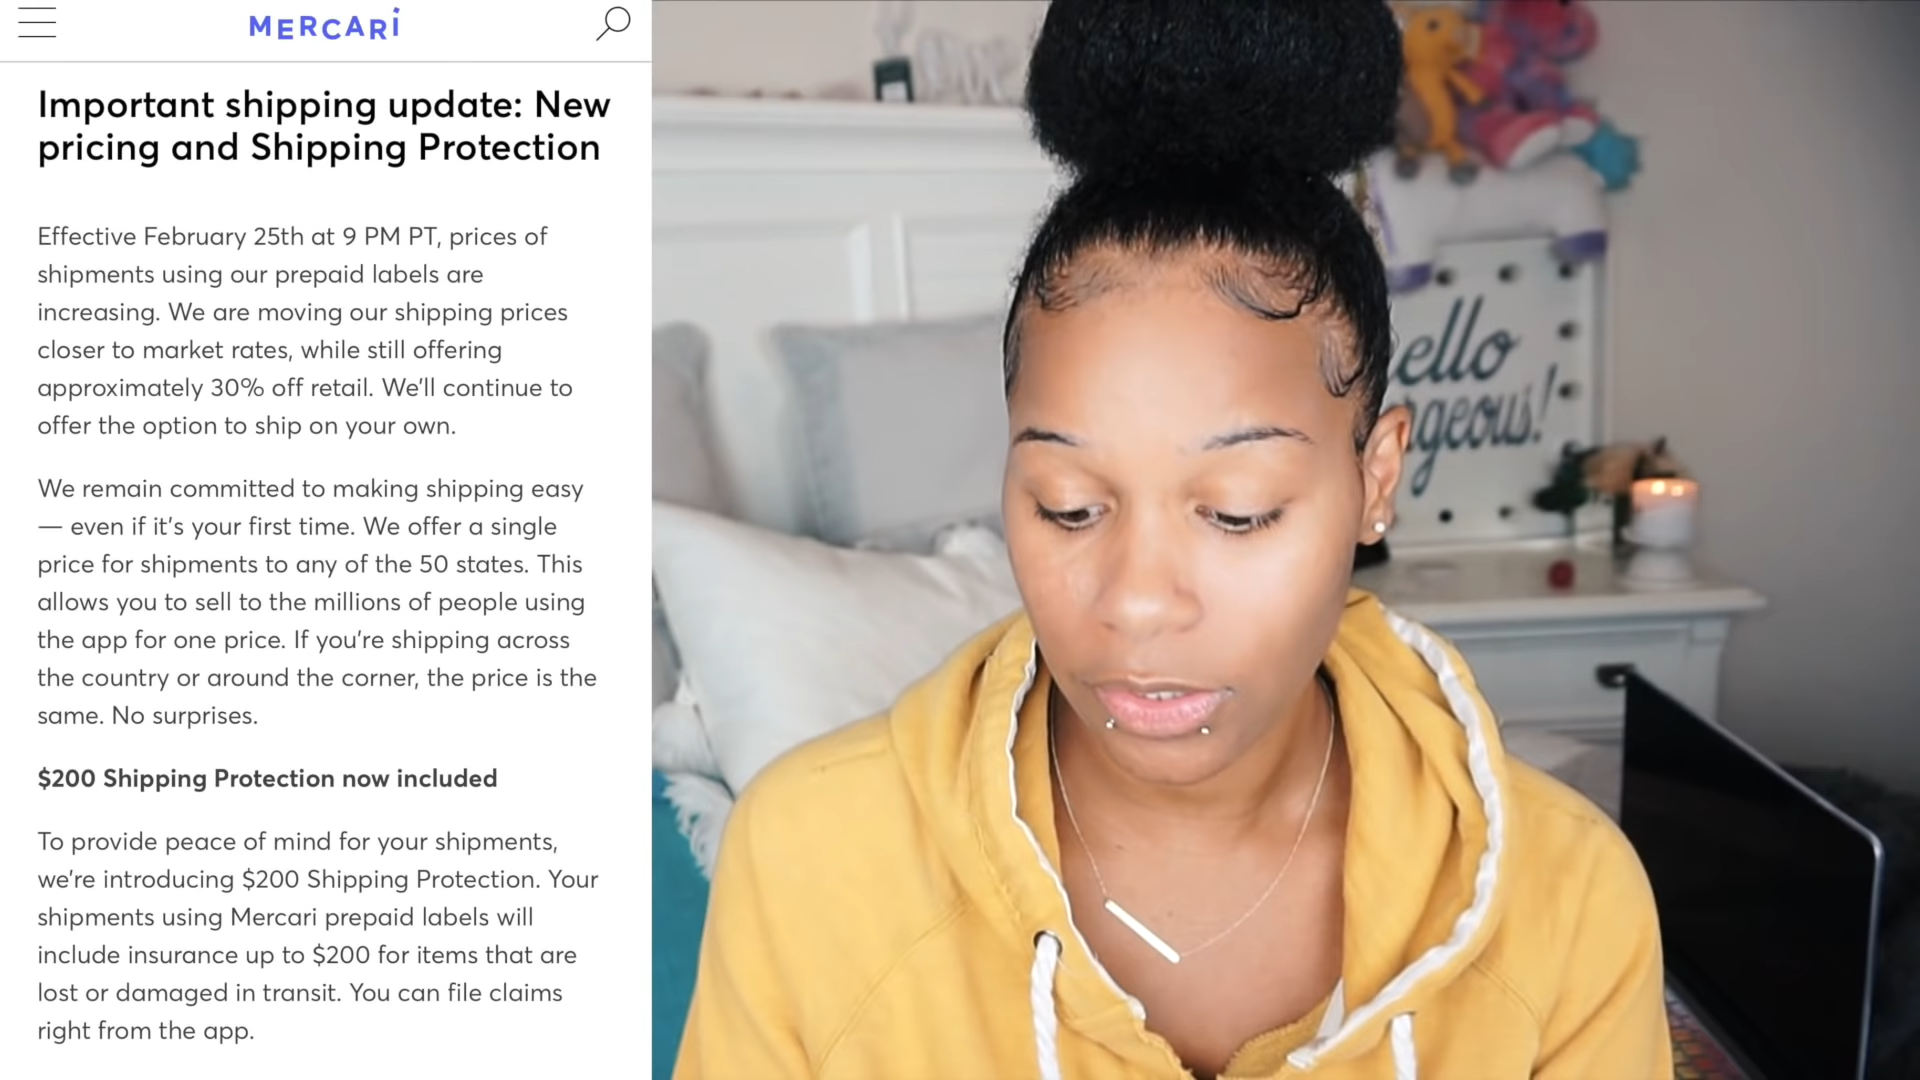 MERCARI
Important shipping update: New
pricing and Shipping Protection
Effective February 25th at 9 PM PT, prices of
shipments using our prepaid labels are
increasing. We are moving our shipping prices
closer to market rates, while still offering
approximately 30% off retail. We'll continue to
offer the option to ship on your own.
We remain committed to making shipping easy
— even if it's your first time. We offer a single
price for shipments to any of the 50 states. This
allows you to sell to the millions of people using
the app for one price. If you're shipping across
the country or around the corner, the price is the
same. No surprises.
$200 Shipping Protection now included
To provide peace of mind for your shipments,
we're introducing $200 Shipping Protection. Your
shipments using Mercari prepaid labels will
include insurance up to $200 for items that are
lost or damaged in transit. You can file claims
right from the app.
ello
rgeous!